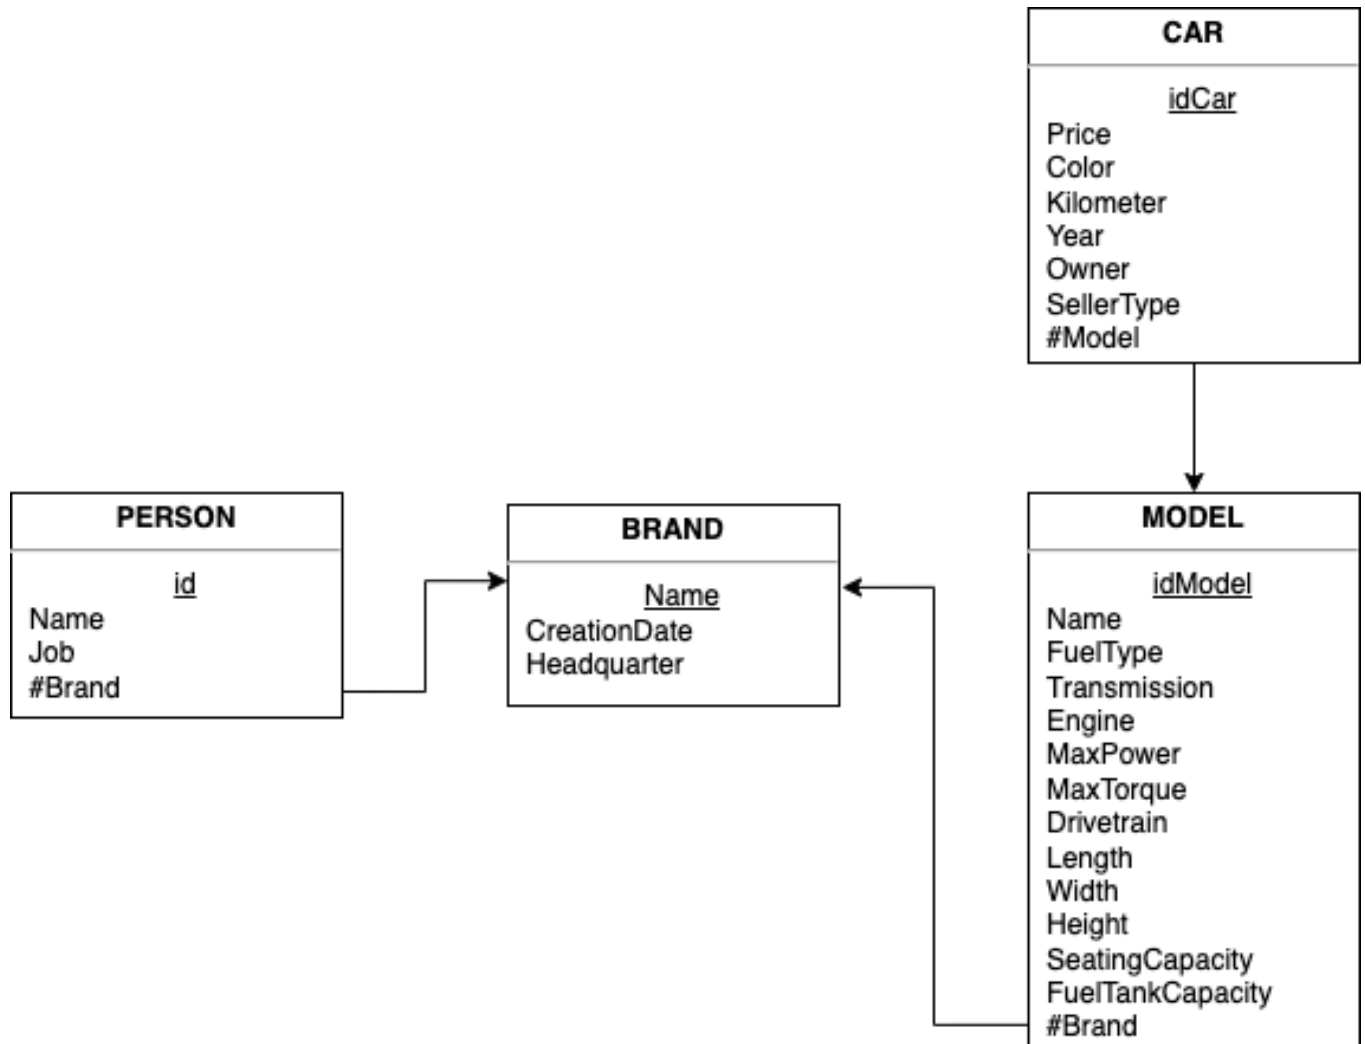 CAR
idCar
Price
Color
Kilometer
Year
Owner
SellerType
#Model
PERSON
id
Name
Job
#Brand
BRAND
Name
CreationDate
Headquarter
MODEL
idModel
Name
FuelType
Transmission
Engine
MaxPower
MaxTorque
Drivetrain
Length
Width
Height
SeatingCapacity
FuelTankCapacity
#Brand